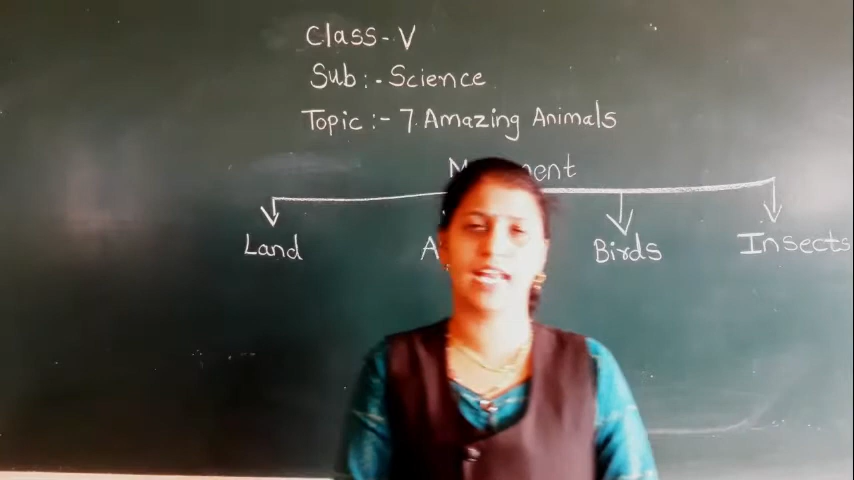 Class-V
Sub:-Science
Topic:-7.Amazing Animals
Land Birds Insects